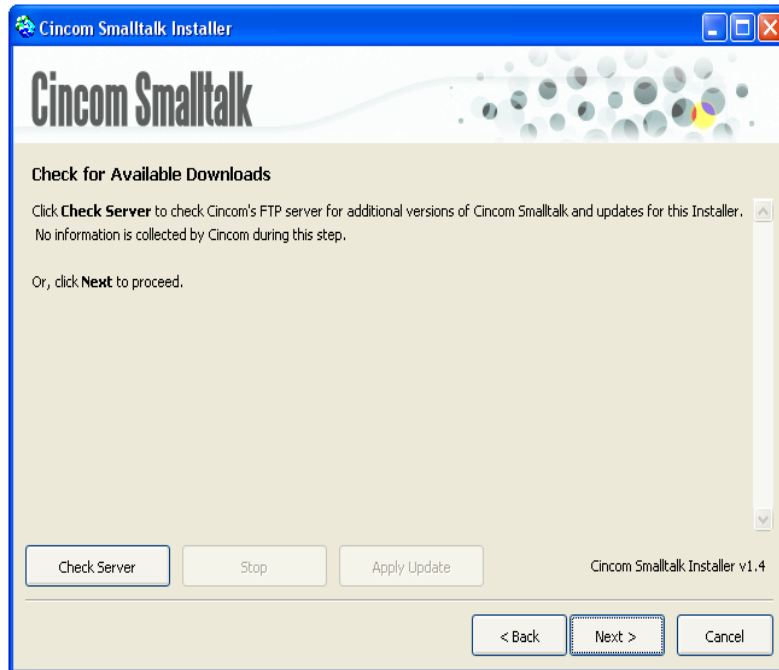 Cincom Smalltalk Installer
Cincom Smalltalk
Check for Available Downloads
Click Check Server to check Cincom's FTP server for additional versions of Cincom Smalltalk and updates for this Installer.
No information is collected by Cincom during this step.
Or, click Next to proceed.
Check Server Stop Apply Update Cincom Smalltalk Installer v1.4
< Back Next > Cancel